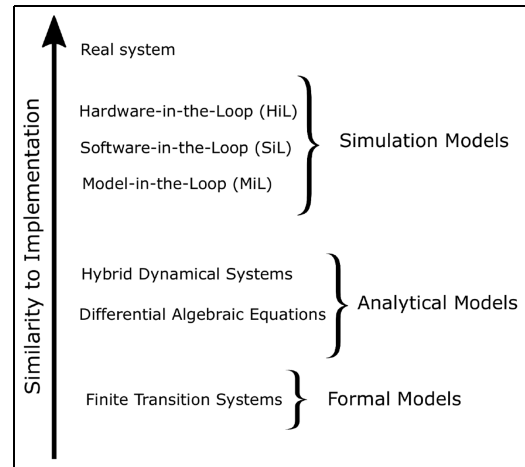 Similarity to Implementation
Real system
Hardware-in-the-Loop (HiL)
Software-in-the-Loop (SiL)
Model-in-the-Loop (MiL)
Simulation Models
Hybrid Dynamical Systems
Differential Algebraic Equations
Analytical Models
Finite Transition Systems
Formal Models